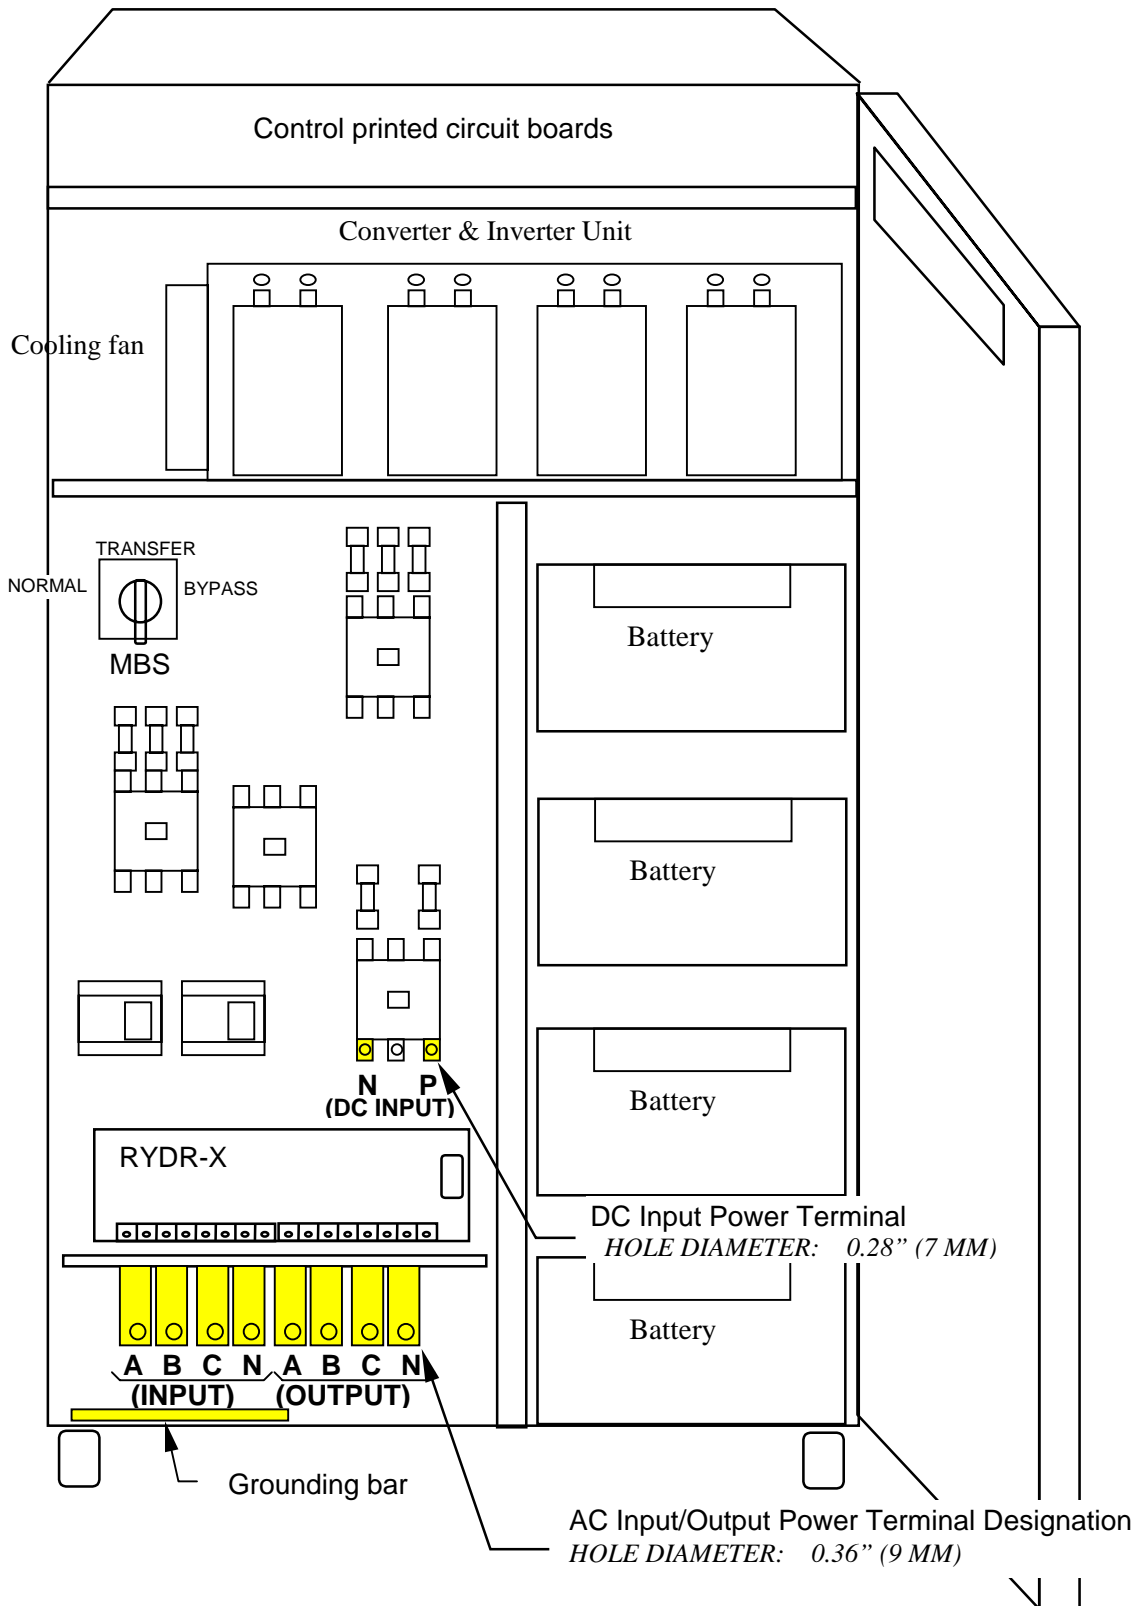 Control printed circuit boards
Converter & Inverter Unit
Cooling fan
TRANSFER
NORMAL
BYPASS
MBS
Battery
Battery
N P
(DC INPUT)
Battery
RYDR-X
DC Input Power Terminal
HOLE DIAMETER: 0.28” (7 MM)
Battery
A B C N A B C N
(INPUT) (OUTPUT)
Grounding bar
AC Input/Output Power Terminal Designation
HOLE DIAMETER: 0.36” (9 MM)